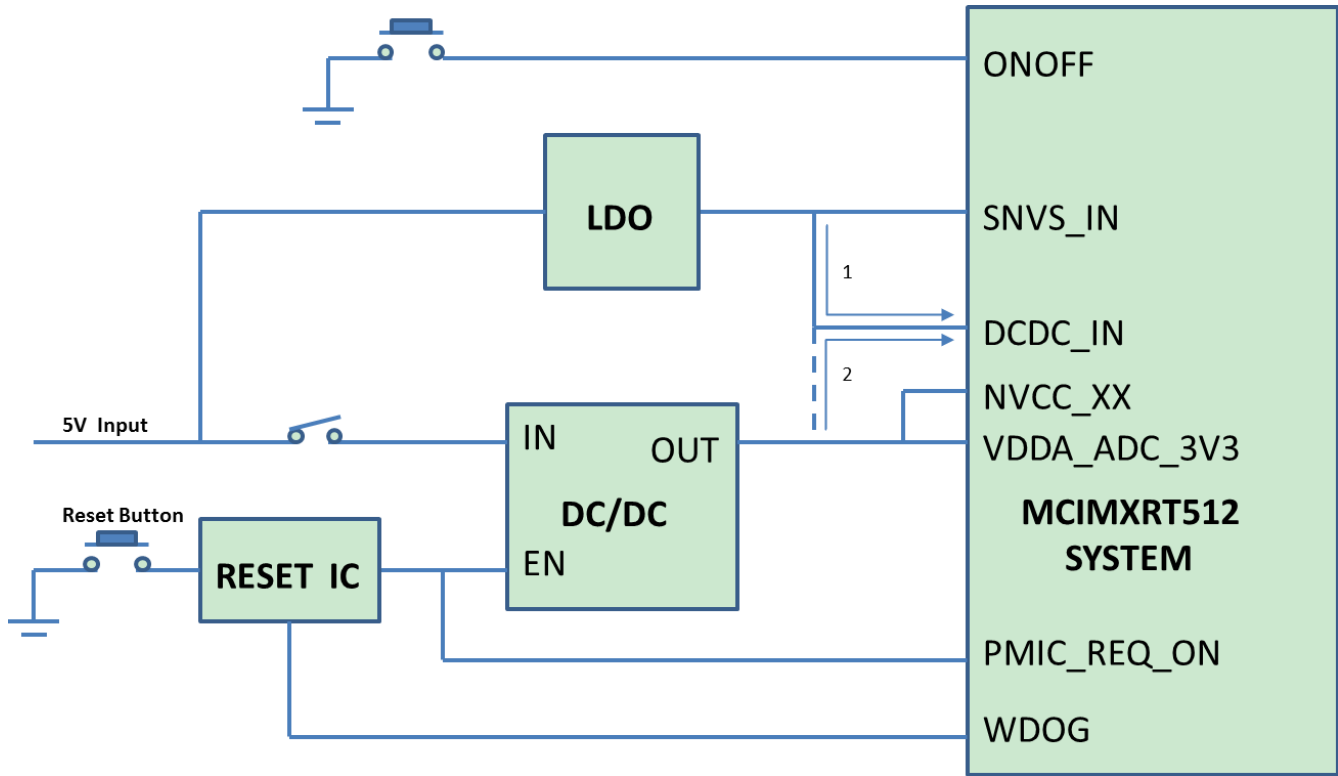 ONOFF
LDO
SNVS_IN
1
DCDC_IN
2
NVCC_XX
5V Input
IN
OUT
VDDA_ADC_3V3
DC/DC
MCIMXRT512
SYSTEM
Reset Button
RESET IC
EN
PMIC_REQ_ON
WDOG